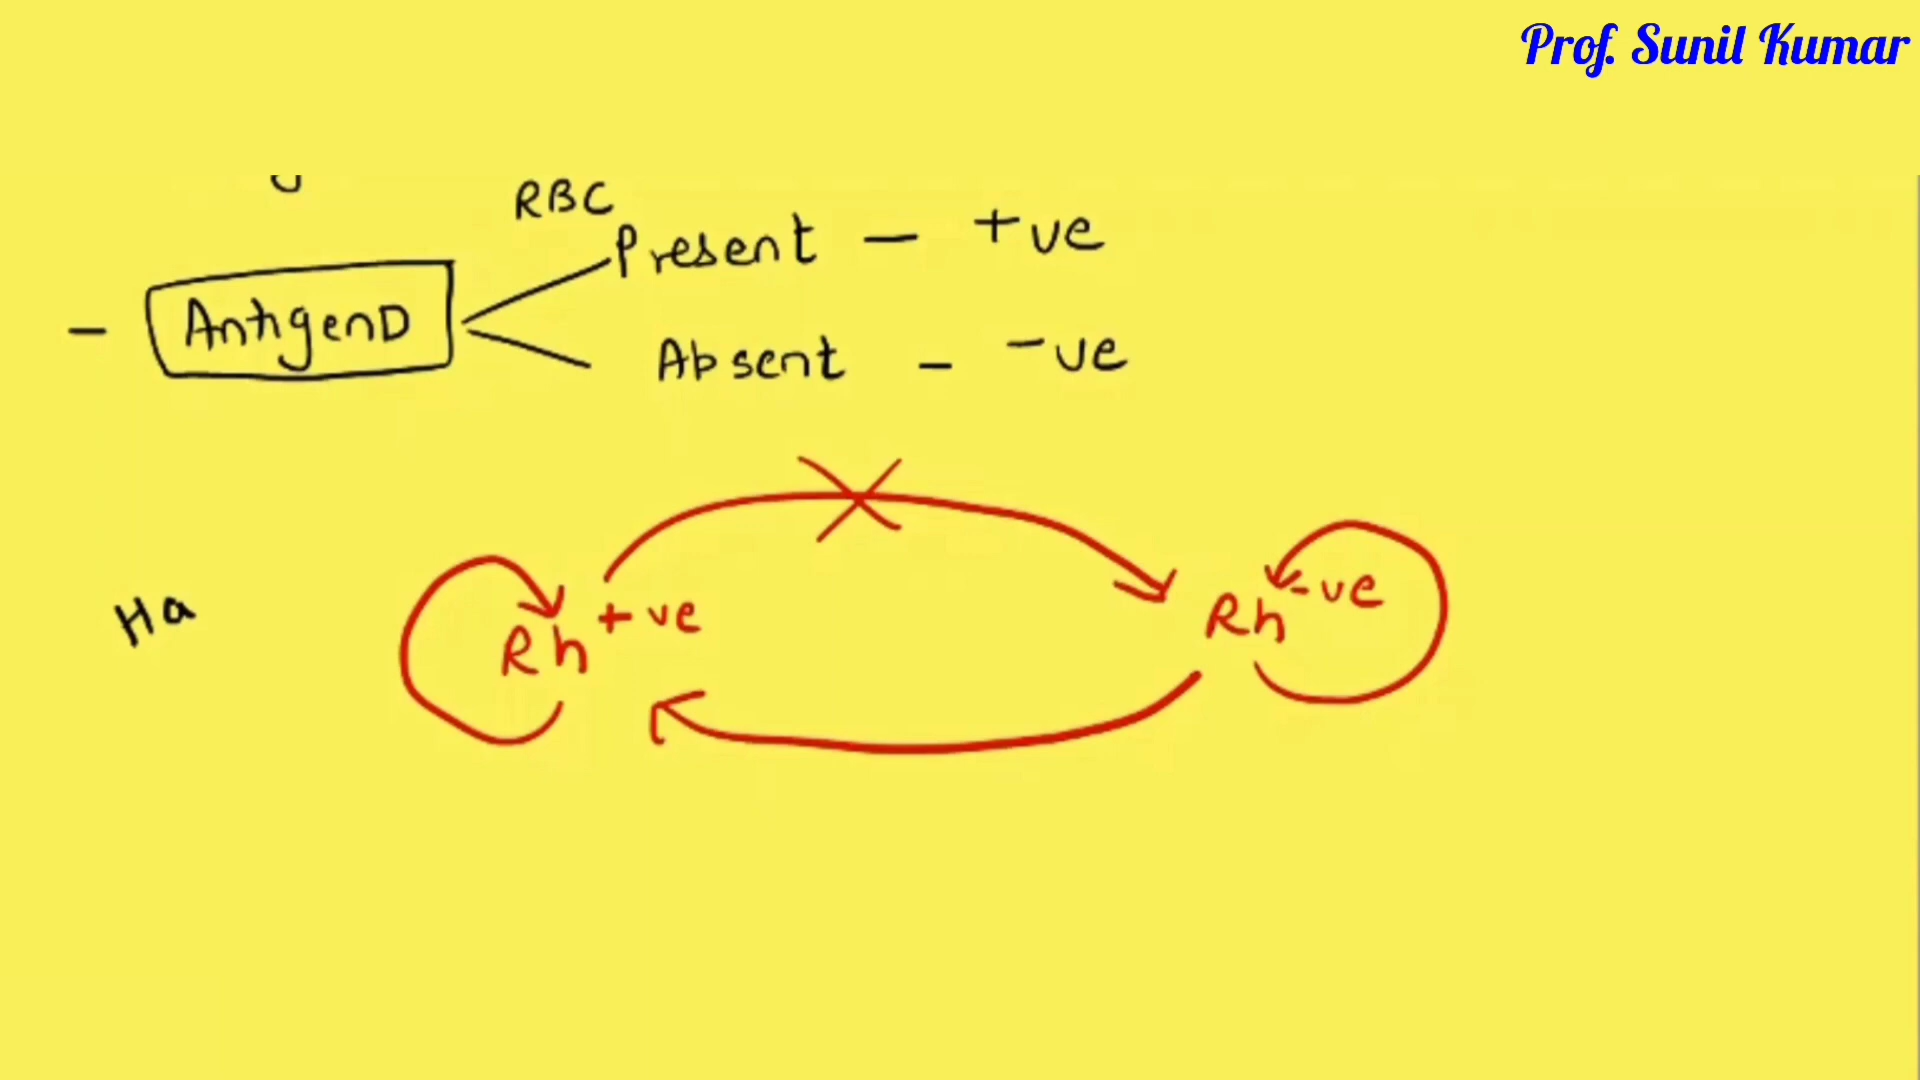 Prof. Sunil Kumar
RBC
Present - +ve
- Antigen D
Absent - -ve
Ha
Rh +ve
Rh -ve